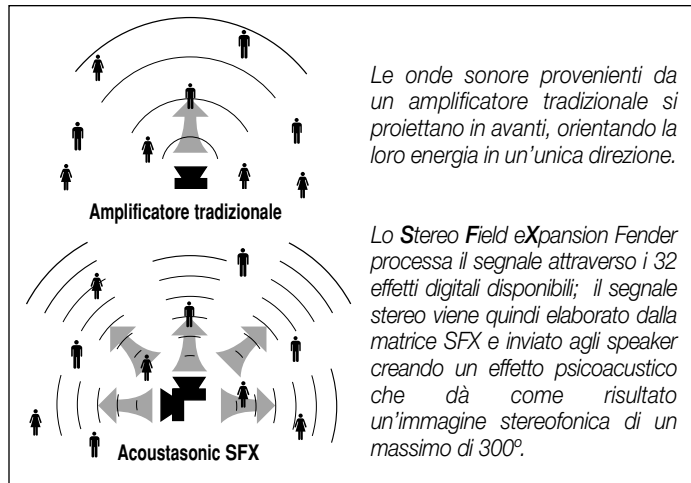 Le onde sonore provenienti da
un amplificatore tradizionale si
proiettano in avanti, orientando la
loro energia in un'unica direzione.
Amplificatore tradizionale
Lo Stereo Field eXpansion Fender
processa il segnale attraverso i 32
effetti digitali disponibili; il segnale
stereo viene quindi elaborato dalla
matrice SFX e inviato agli speaker
creando un effetto psicoacustico
che dà come risultato
un'immagine stereofonica di un
massimo di 300º.
Acoustasonic SFX